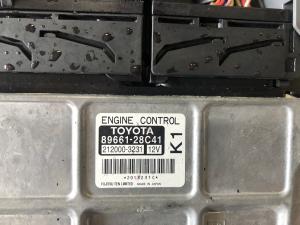 ENGINE CONTROL
TOYOTA
89661-28C41
212000-3231 12V
K1
FUJITSU TEN LIMITED MADE IN JAPAN